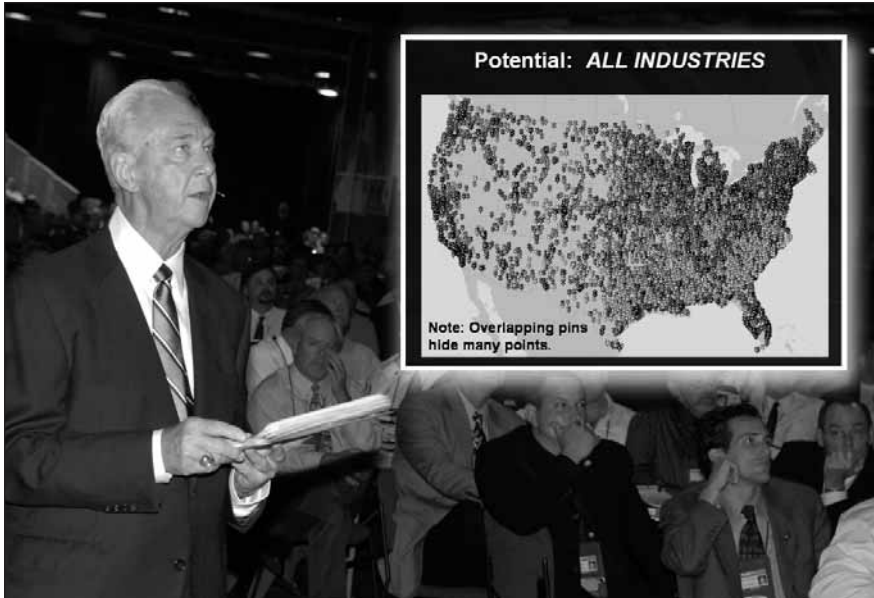 Potential: ALL INDUSTRIES
Note: Overlapping pins
hide many points.